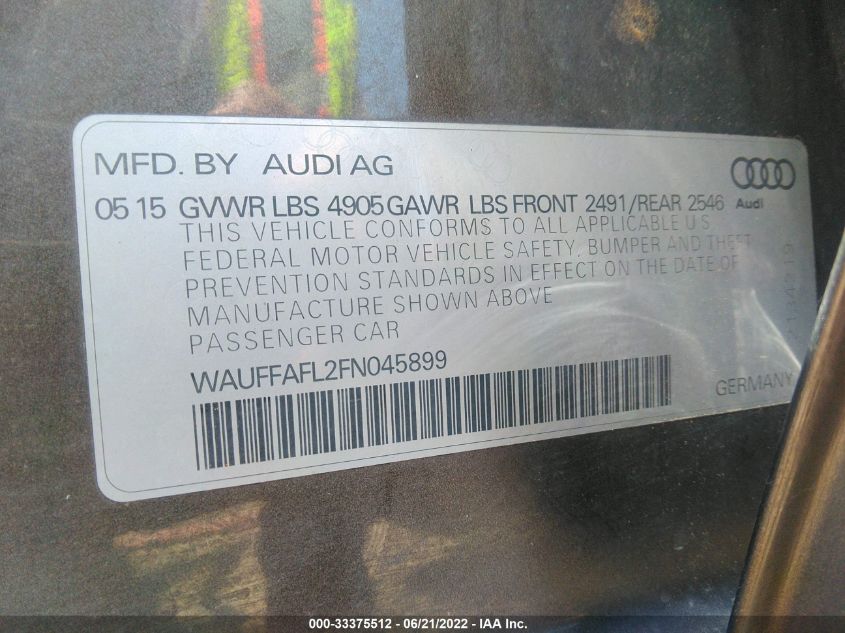 MFD. BY AUDI AG
05 15 GVWR LBS 4905 GAWR LBS FRONT 2491/REAR 2546
Audi
THIS VEHICLE CONFORMS TO ALL APPLICABLE U S
FEDERAL MOTOR VEHICLE SAFETY, BUMPER AND THEFT
PREVENTION STANDARDS IN EFFECT ON THE DATE OF
MANUFACTURE SHOWN ABOVE
PASSENGER CAR
WAUFFAFL2FN045899
GERMANY
000-33375512 - 06/21/2022 - IAA Inc.